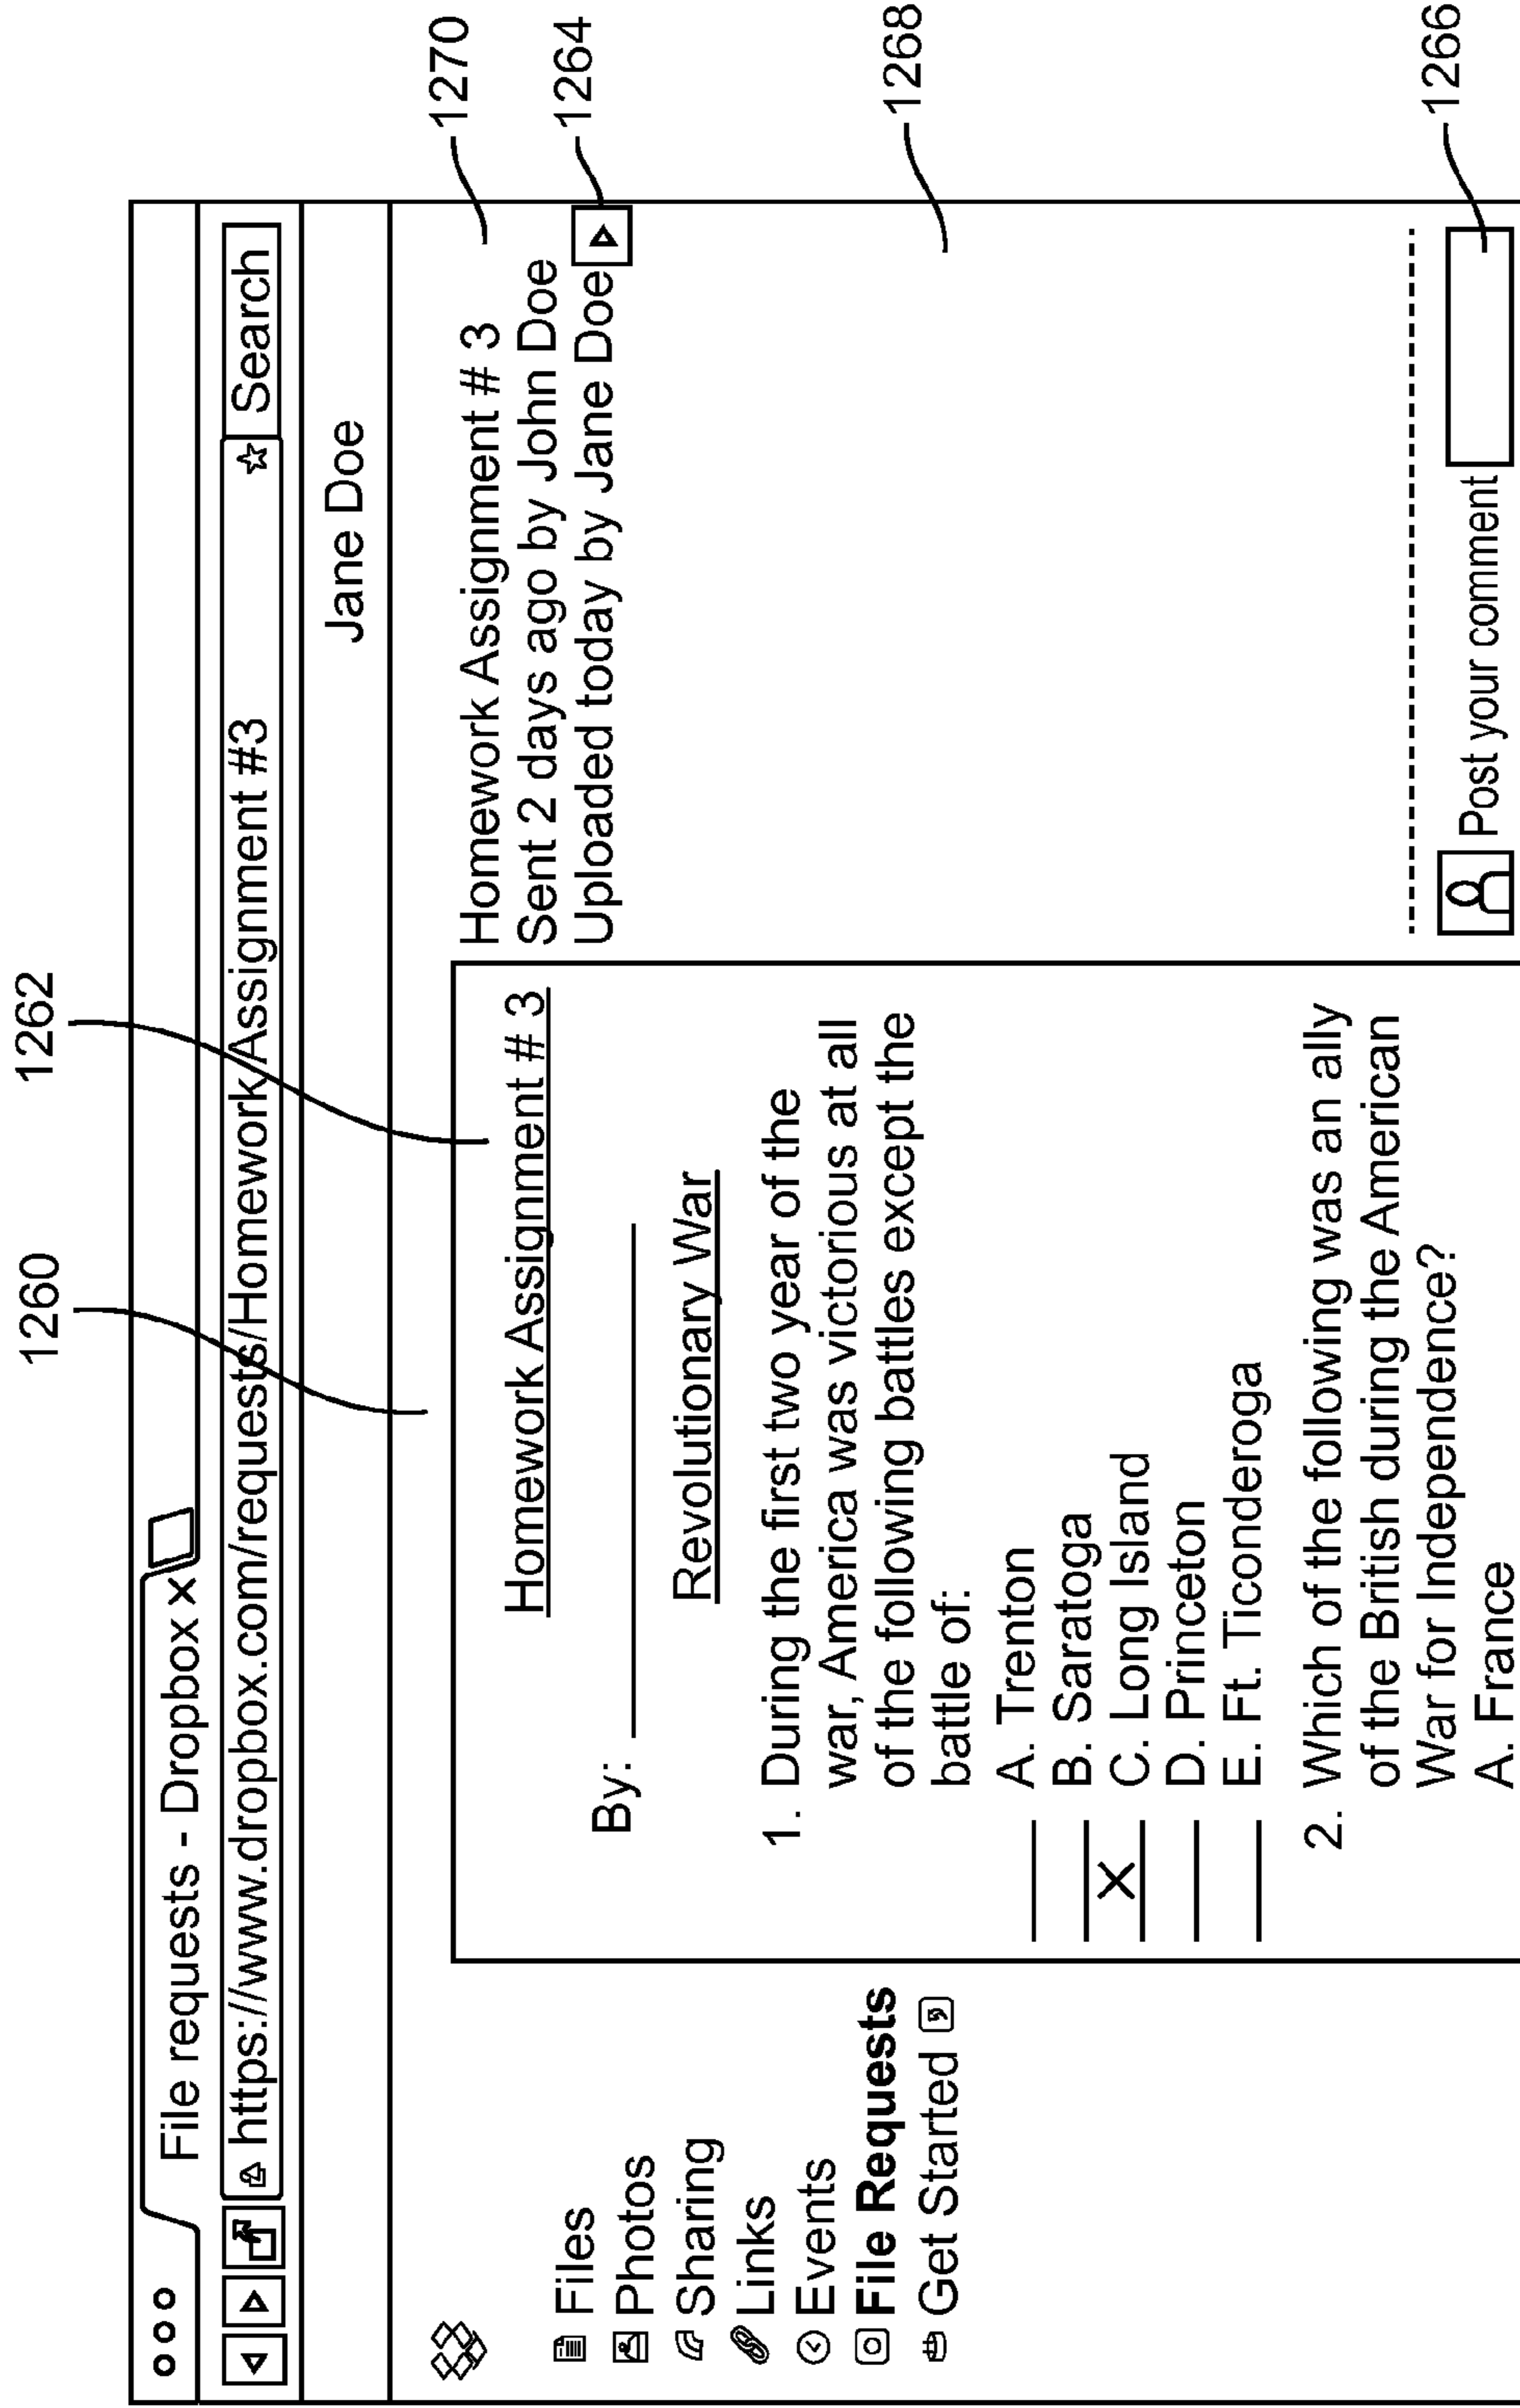 1260
1262
File requests - Dropbox X
https://www.dropbox.com/requests/Homework Assignment #3
Search
Jane Doe
Files
Photos
Sharing
Links
Events
File Requests
Get Started
Homework Assignment # 3
By:
Revolutionary War
1. During the first two year of the
war, America was victorious at all
of the following battles except the
battle of:
A. Trenton
B. Saratoga
X C. Long Island
D. Princeton
E. Ft. Ticonderoga
2. Which of the following was an ally
of the British during the American
War for Independence?
A. France
Homework Assignment # 3
Sent 2 days ago by John Doe
Uploaded today by Jane Doe
Post your comment
1270
1264
1268
1266